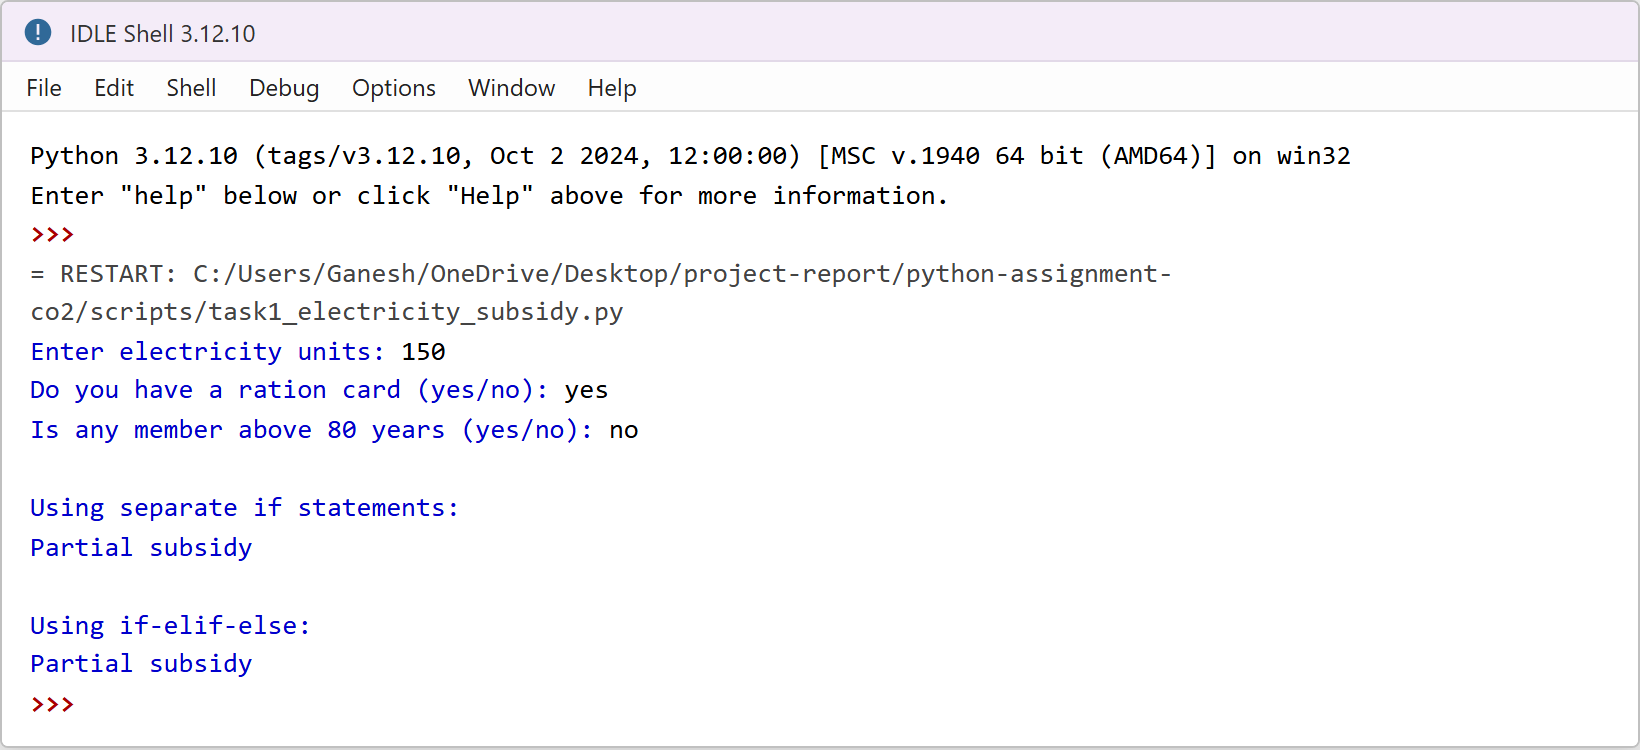 IDLE Shell 3.12.10
File Edit Shell Debug Options Window Help
Python 3.12.10 (tags/v3.12.10, Oct 2 2024, 12:00:00) [MSC v.1940 64 bit (AMD64)] on win32
Enter "help" below or click "Help" above for more information.
>>>
= RESTART: C:/Users/Ganesh/OneDrive/Desktop/project-report/python-assignment-
co2/scripts/task1_electricity_subsidy.py
Enter electricity units: 150
Do you have a ration card (yes/no): yes
Is any member above 80 years (yes/no): no
Using separate if statements:
Partial subsidy
Using if-elif-else:
Partial subsidy
>>>